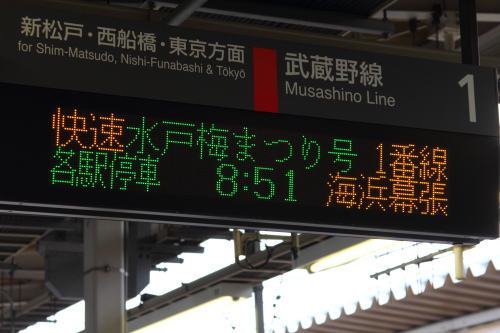 新松戸・西船橋・東京方面
for Shim-Matsudo, Nishi-Funabashi & Tōkyō
武蔵野線
Musashino Line
1
快速水戸梅まつり号 1番線
各駅停車 8:51 海浜幕張